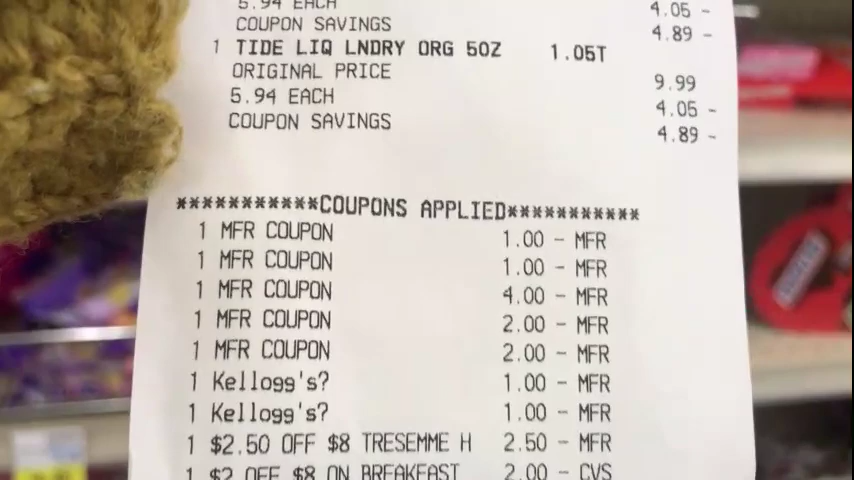 5.94 EACH 4.05 -
COUPON SAVINGS 4.89 -
1 TIDE LIQ LNDRY ORG 50Z 1.05T
ORIGINAL PRICE 9.99
5.94 EACH 4.05 -
COUPON SAVINGS 4.89 -
***********COUPONS APPLIED***********
1 MFR COUPON 1.00 - MFR
1 MFR COUPON 1.00 - MFR
1 MFR COUPON 4.00 - MFR
1 MFR COUPON 2.00 - MFR
1 MFR COUPON 2.00 - MFR
1 Kellogg's? 1.00 - MFR
1 Kellogg's? 1.00 - MFR
1 $2.50 OFF $8 TRESEMME H 2.50 - MFR
1 $2 OFF $8 ON BREAKFAST 2.00 - CVS